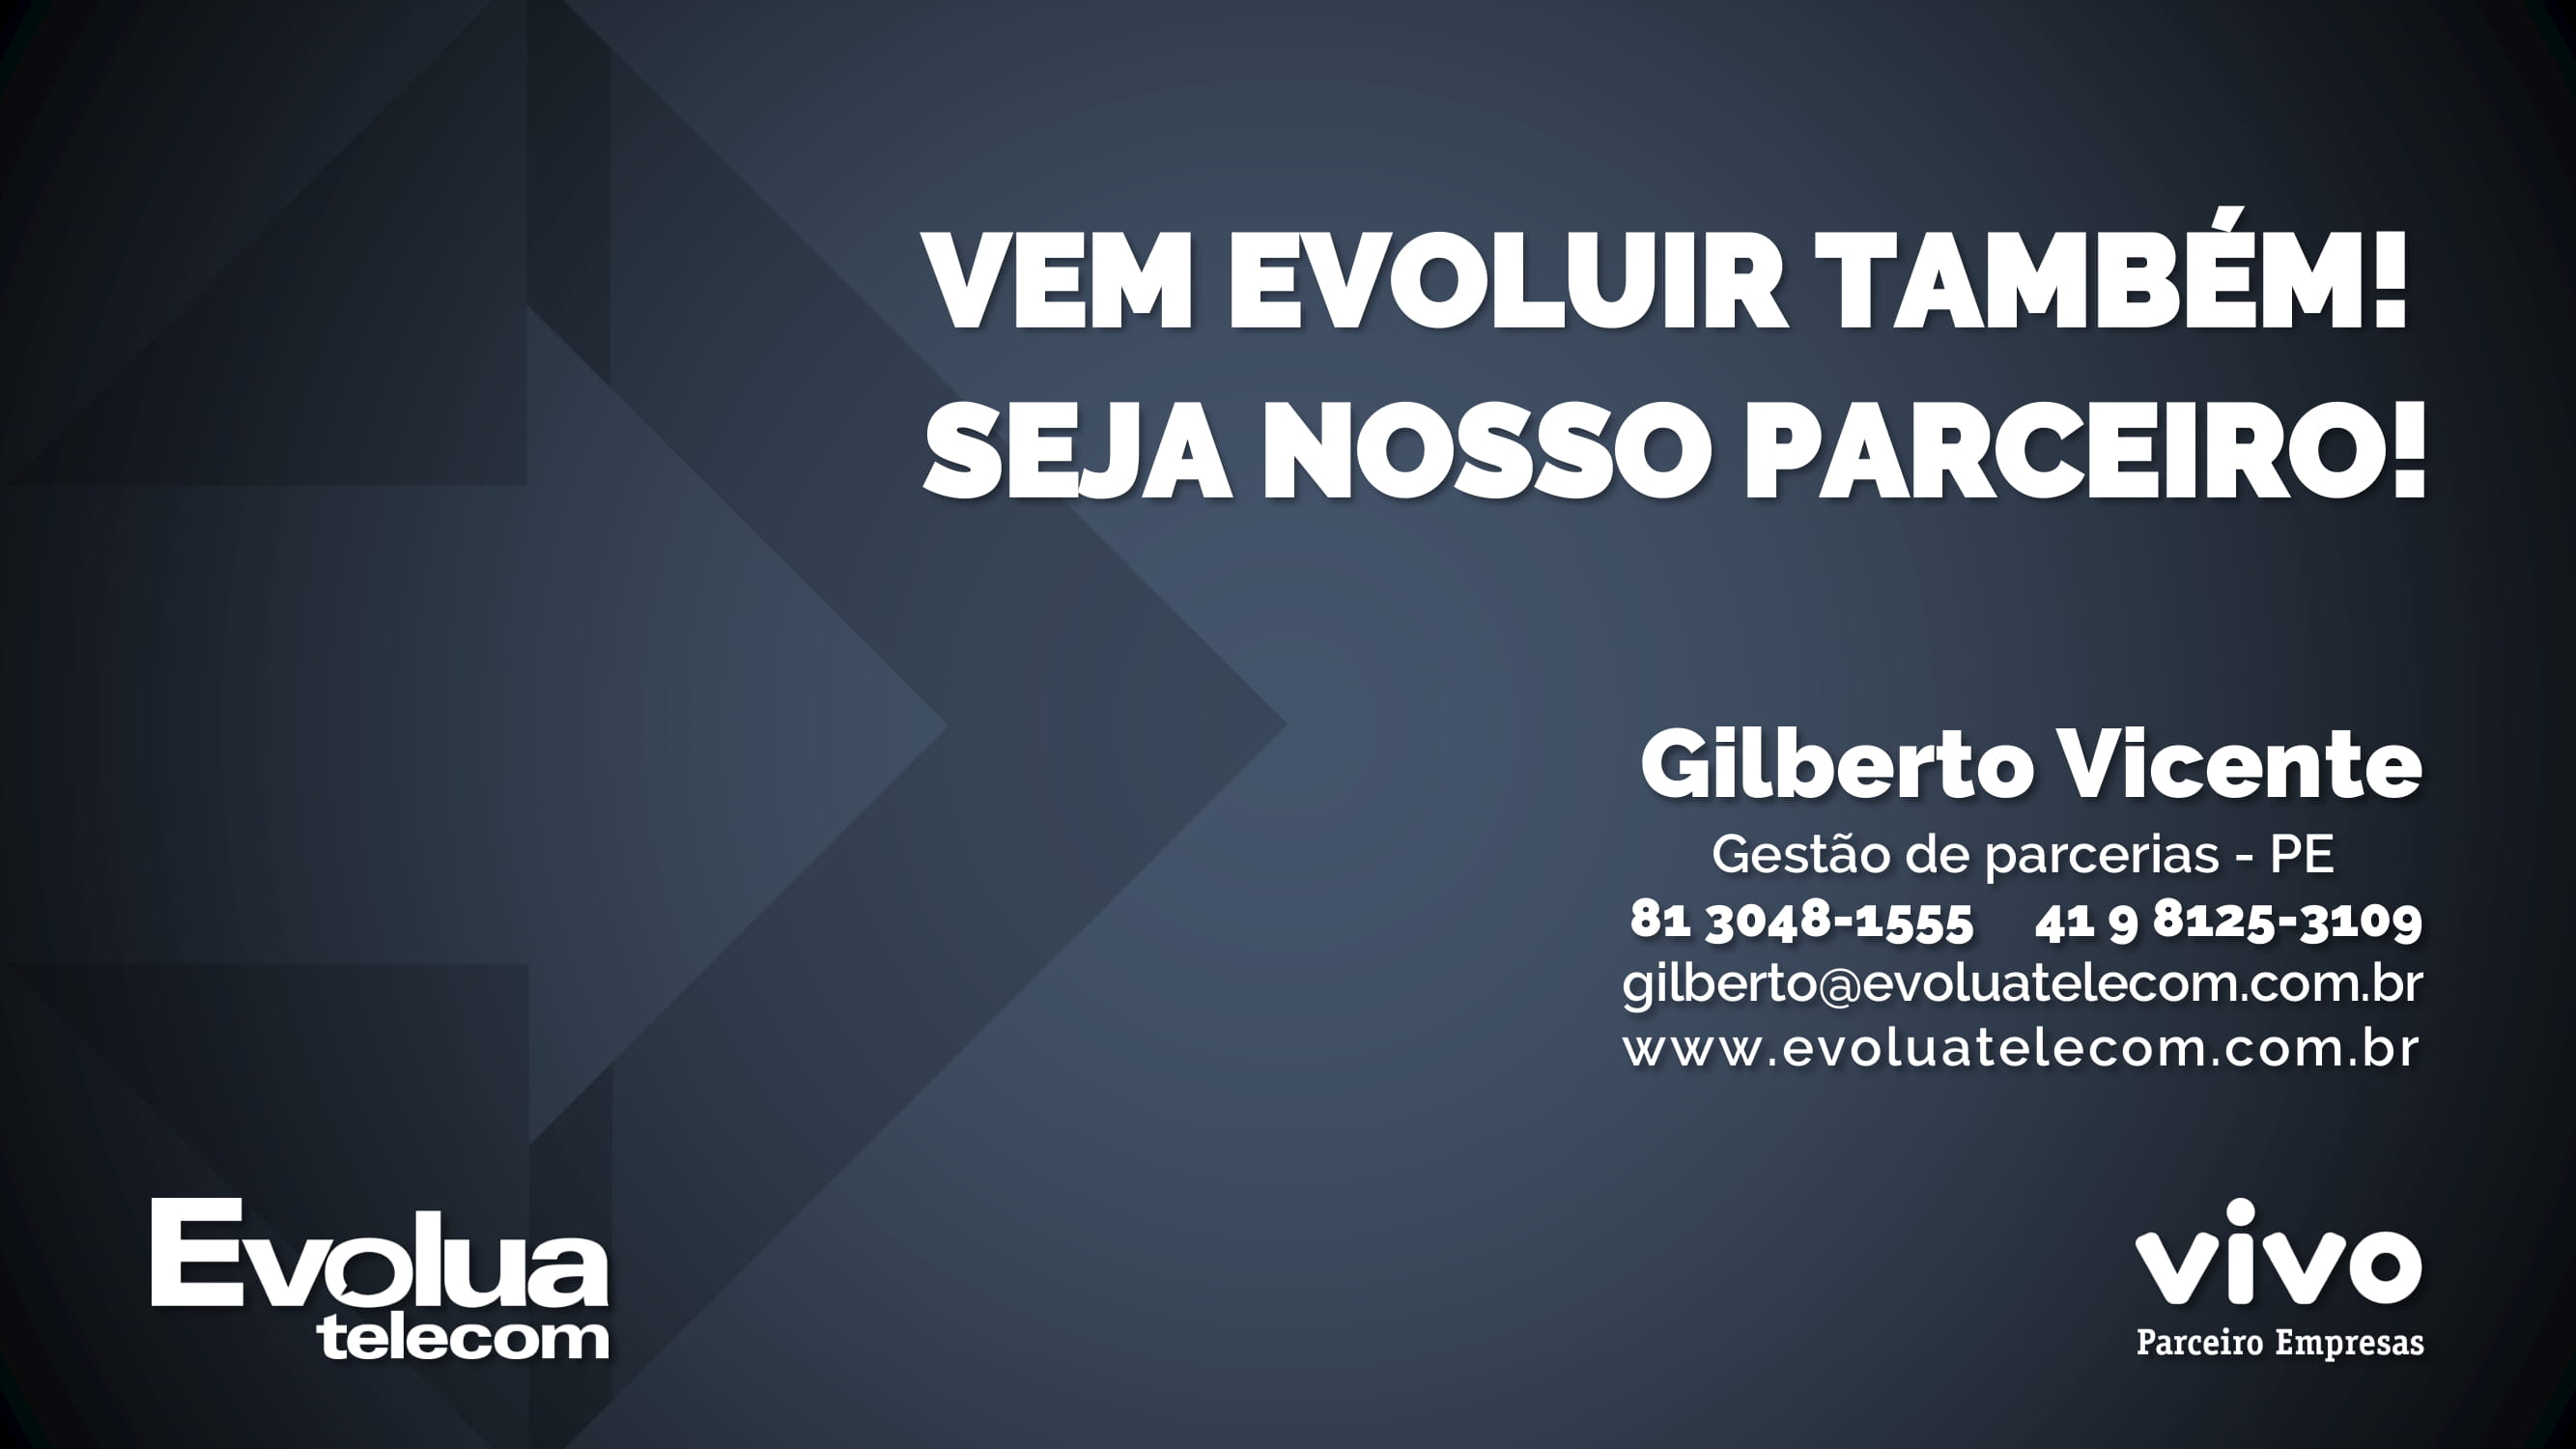 VEM EVOLUIR TAMBÉM!
SEJA NOSSO PARCEIRO!
Gilberto Vicente
Gestão de parcerias - PE
81 3048-1555 41 9 8125-3109
gilberto@evoluatelecom.com.br
www.evoluatelecom.com.br
Evolua
telecom
vivo
Parceiro Empresas